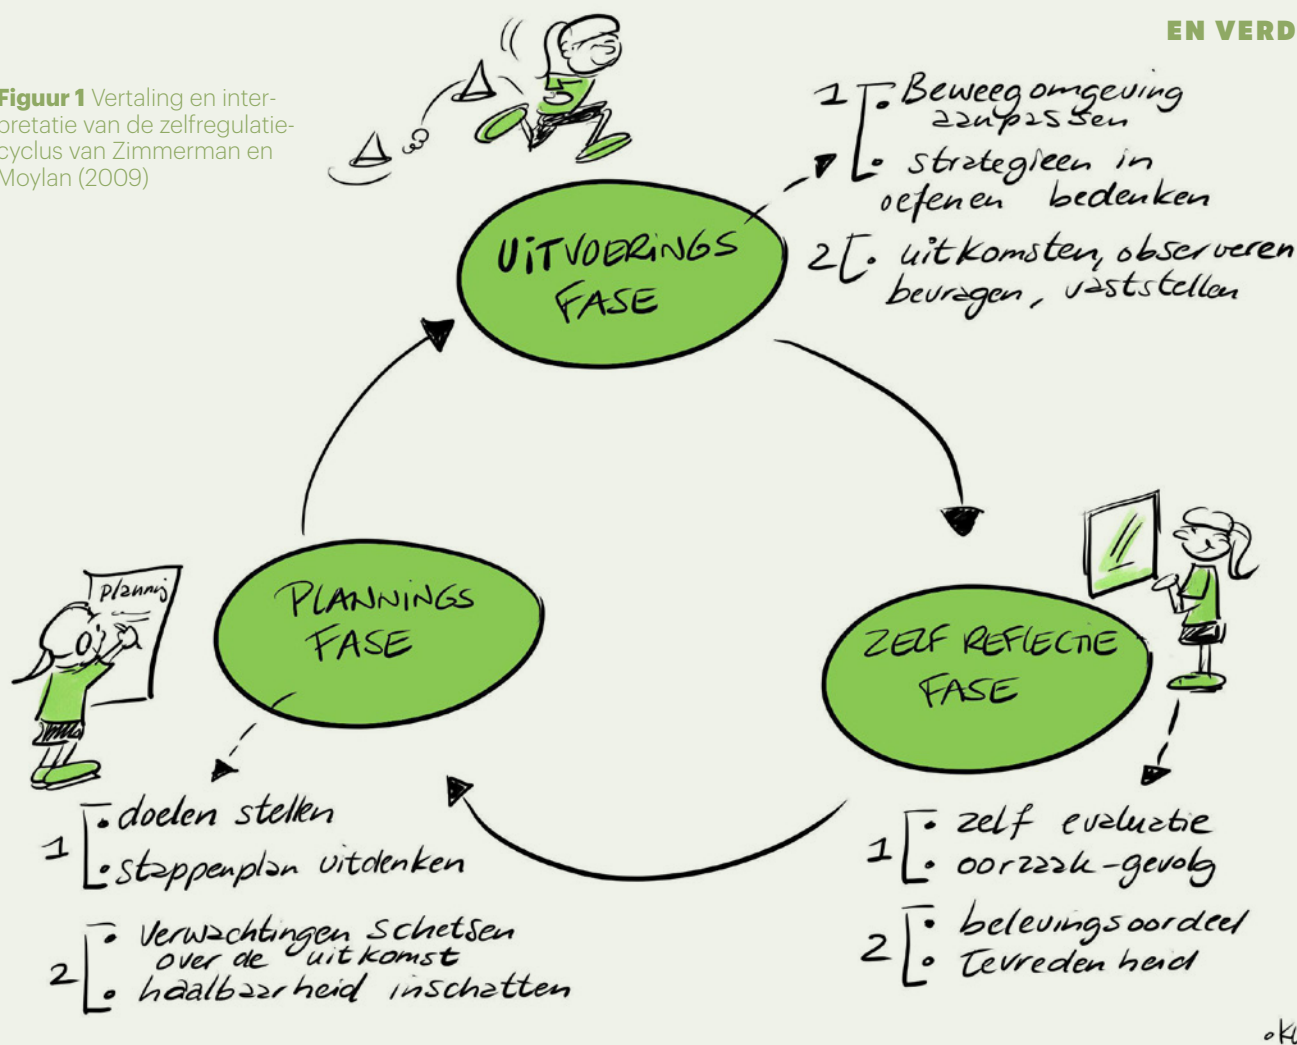 EN VERD
Figuur 1 Vertaling en inter-
pretatie van de zelfregulatie-
cyclus van Zimmerman en
Moylan (2009)
1 • Beweegomgeving
aanpassen
• strategieen in
oefenen bedenken
2 • uitkomsten, observeren
bevragen, vaststellen
UiTVOERiNGS
FASE
planning
PLANNiNGS
FASE
ZELF REFLECTIE
FASE
1 • doelen stellen
• stappenplan uitdenken
2 • verwachtingen schetsen
over de uitkomst
• haalbaarheid inschatten
1 • zelf evaluatie
• oorzaak-gevolg
2 • belevingsoordeel
• Tevredenheid